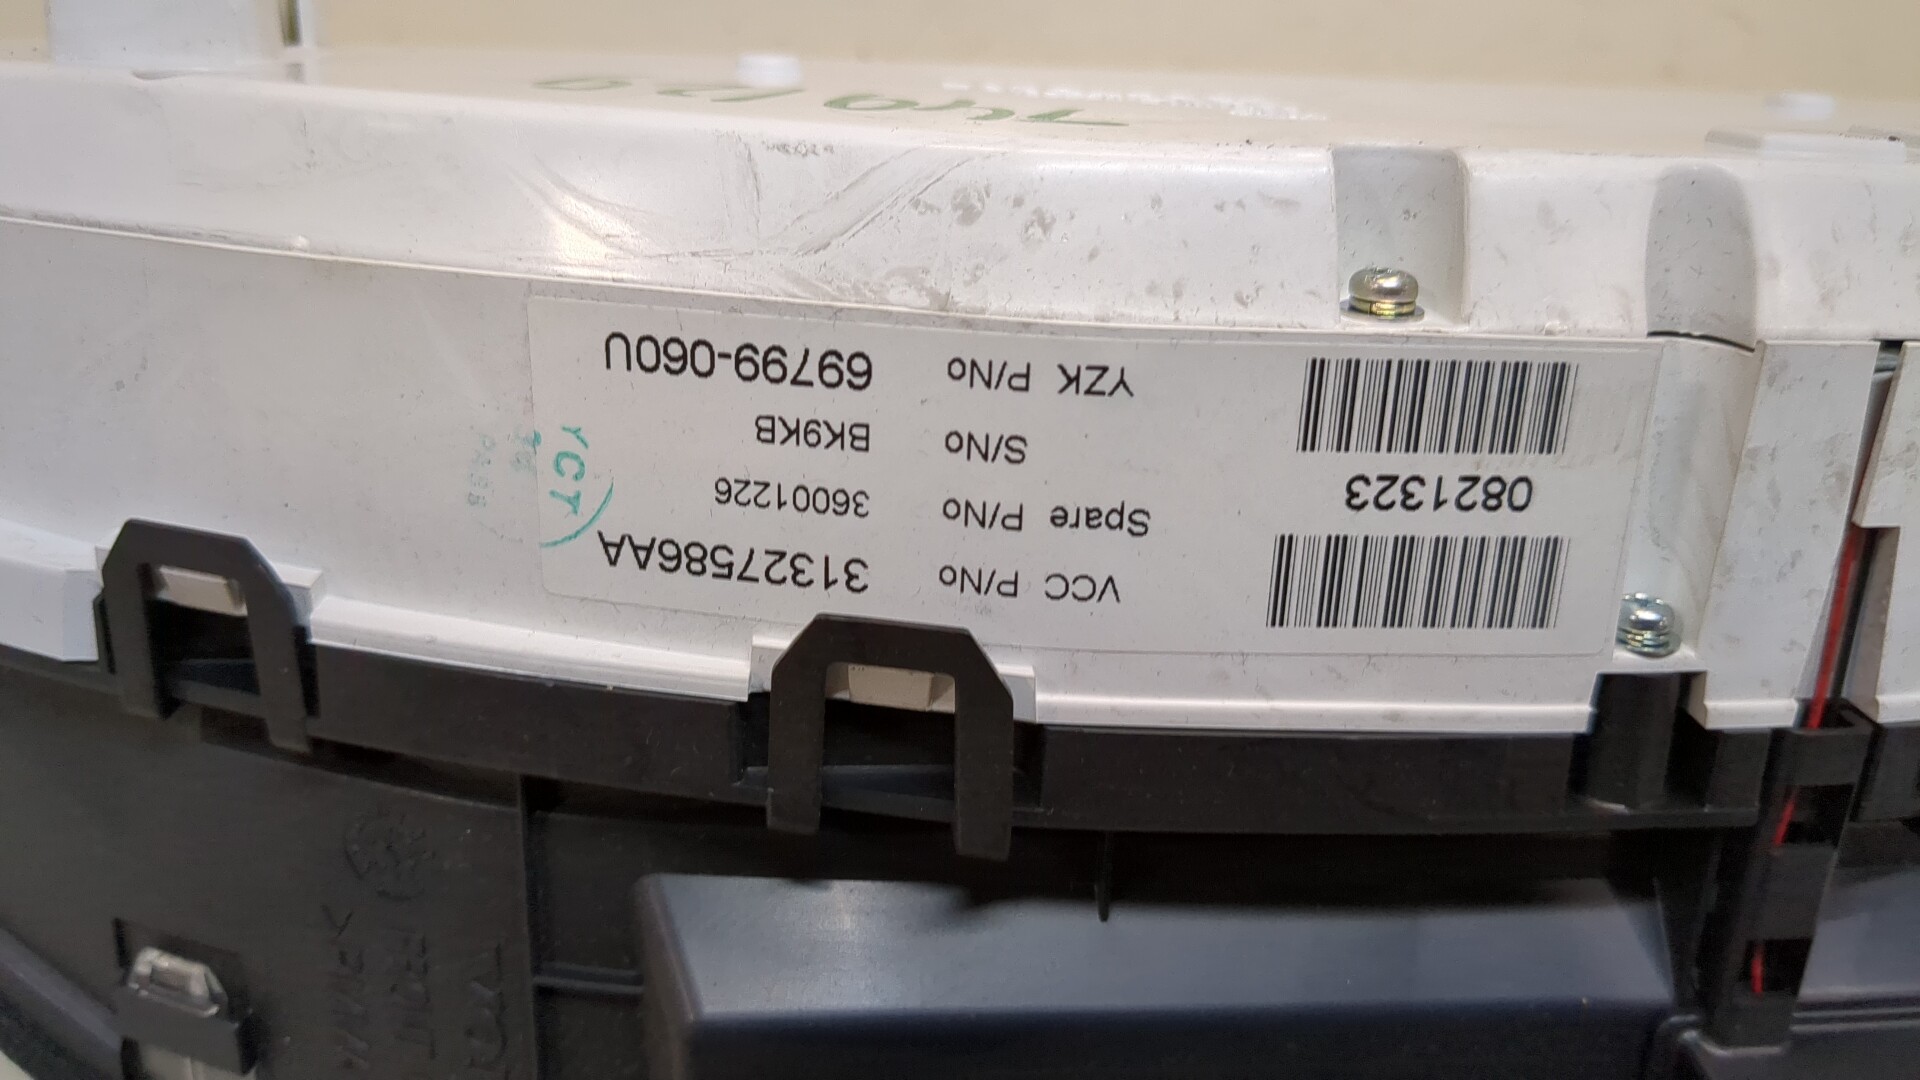 VCC P/No 31327586AA
Spare P/No 36001226
S/No BK9KB
YZK P/No 69799-060U
0821323
YCT